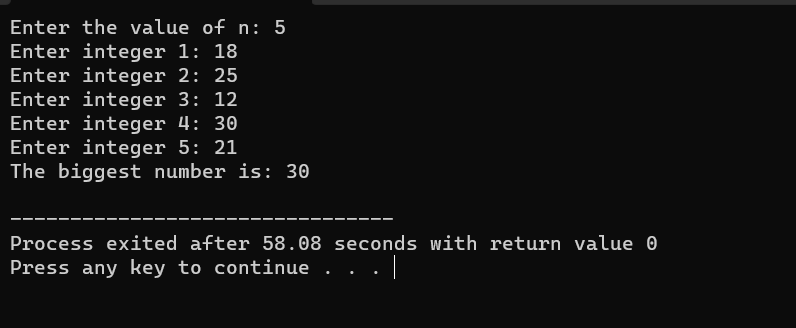 Enter the value of n: 5
Enter integer 1: 18
Enter integer 2: 25
Enter integer 3: 12
Enter integer 4: 30
Enter integer 5: 21
The biggest number is: 30
--------------------------------
Process exited after 58.08 seconds with return value 0
Press any key to continue . . .